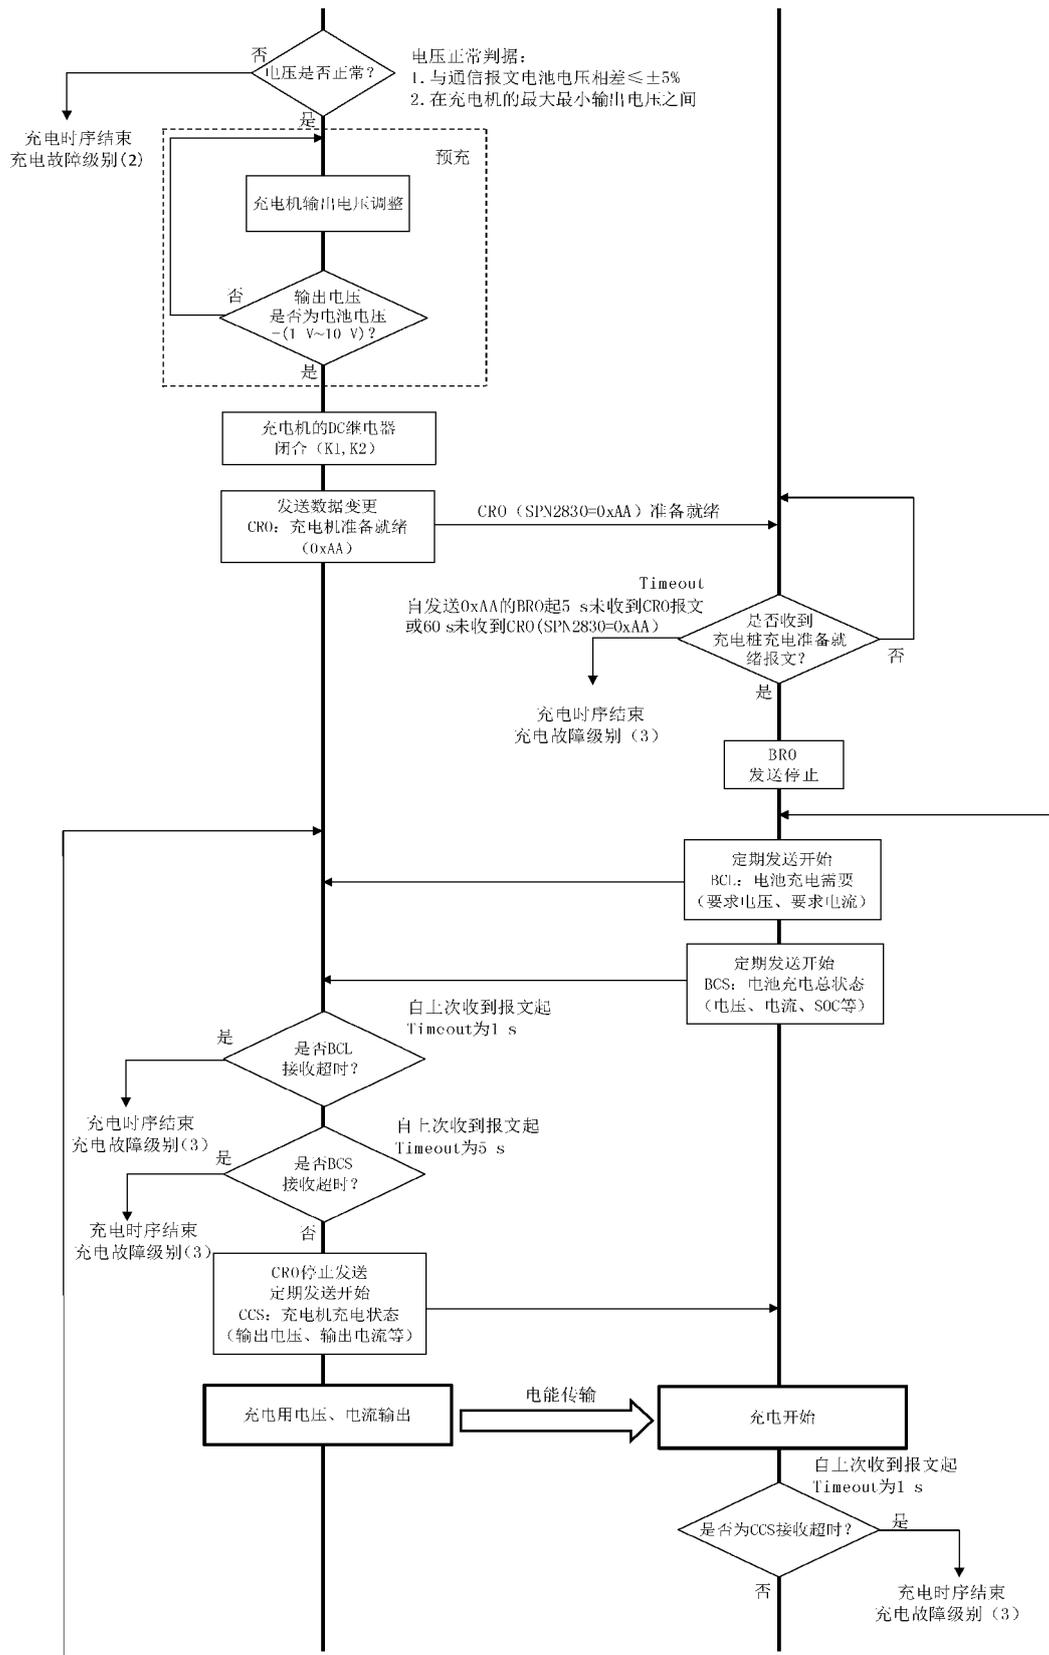 否
电压是否正常？
电压正常判据：
1.与通信报文电池电压相差≤±5%
2.在充电机的最大最小输出电压之间
是
充电时序结束
充电故障级别(2)
预充
充电机输出电压调整
否
输出电压
是否为电池电压
-(1 V~10 V)？
是
充电机的DC继电器
闭合（K1,K2）
发送数据变更
CRO：充电机准备就绪
（0xAA）
CRO（SPN2830=0xAA）准备就绪
Timeout
自发送0xAA的BRO起5 s未收到CRO报文
或60 s未收到CRO(SPN2830=0xAA)
是否收到
充电桩充电准备就
绪报文？
否
是
充电时序结束
充电故障级别（3）
BRO
发送停止
定期发送开始
BCL：电池充电需要
（要求电压、要求电流）
定期发送开始
BCS：电池充电总状态
（电压、电流、SOC等）
自上次收到报文起
Timeout为1 s
是
是否BCL
接收超时？
充电时序结束
充电故障级别(3)
自上次收到报文起
Timeout为5 s
是
是否BCS
接收超时？
充电时序结束
充电故障级别(3)
否
CRO停止发送
定期发送开始
CCS：充电机充电状态
（输出电压、输出电流等）
充电用电压、电流输出
电能传输
充电开始
自上次收到报文起
Timeout为1 s
是否为CCS接收超时？
是
否
充电时序结束
充电故障级别（3）